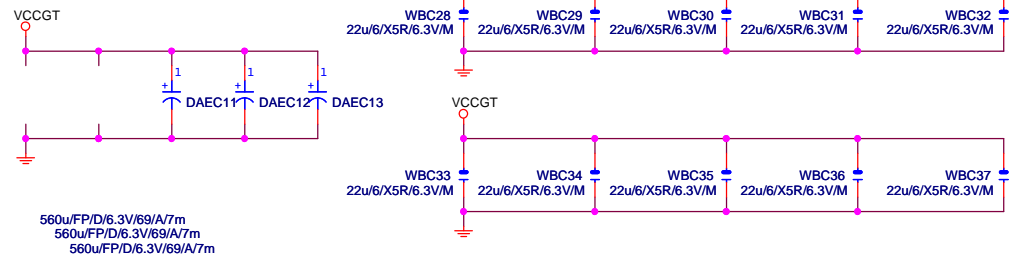 VCCGT
1
1
1
+
+
+
DAEC11
DAEC12
DAEC13
560u/FP/D/6.3V/69/A/7m
560u/FP/D/6.3V/69/A/7m
560u/FP/D/6.3V/69/A/7m
WBC28
22u/6/X5R/6.3V/M
WBC29
22u/6/X5R/6.3V/M
WBC30
22u/6/X5R/6.3V/M
WBC31
22u/6/X5R/6.3V/M
WBC32
22u/6/X5R/6.3V/M
VCCGT
WBC33
22u/6/X5R/6.3V/M
WBC34
22u/6/X5R/6.3V/M
WBC35
22u/6/X5R/6.3V/M
WBC36
22u/6/X5R/6.3V/M
WBC37
22u/6/X5R/6.3V/M